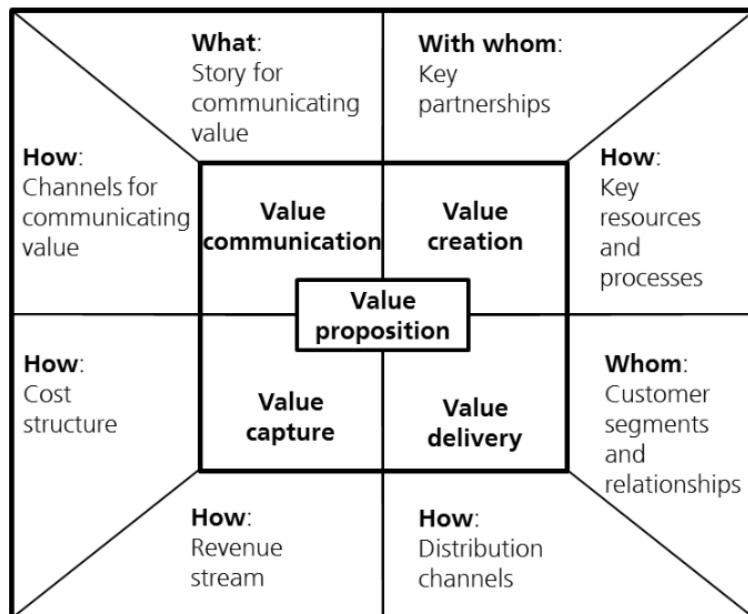 What:
Story for
communicating
value
With whom:
Key
partnerships
How:
Channels for
communicating
value
How:
Key
resources
and
processes
Value
communication
Value
creation
Value
proposition
How:
Cost
structure
Value
capture
Value
delivery
Whom:
Customer
segments
and
relationships
How:
Revenue
stream
How:
Distribution
channels